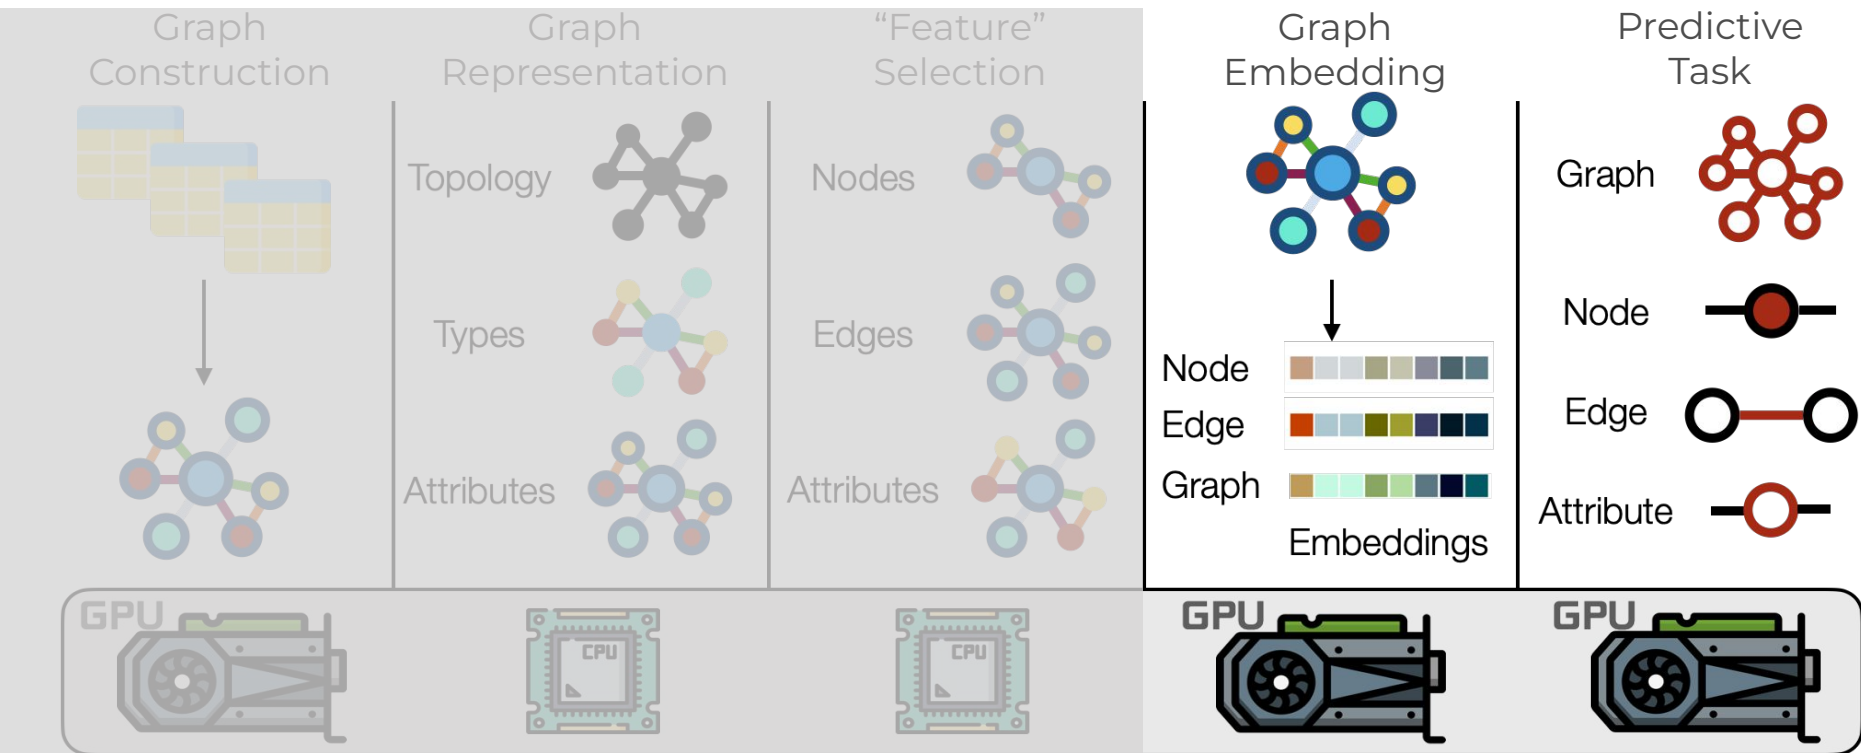 Graph
Construction
Graph
Representation
“Feature”
Selection
Graph
Embedding
Predictive
Task
Topology
Types
Attributes
Nodes
Edges
Attributes
Node
Edge
Graph
Embeddings
Graph
Node
Edge
Attribute
GPU
CPU
CPU
GPU
GPU